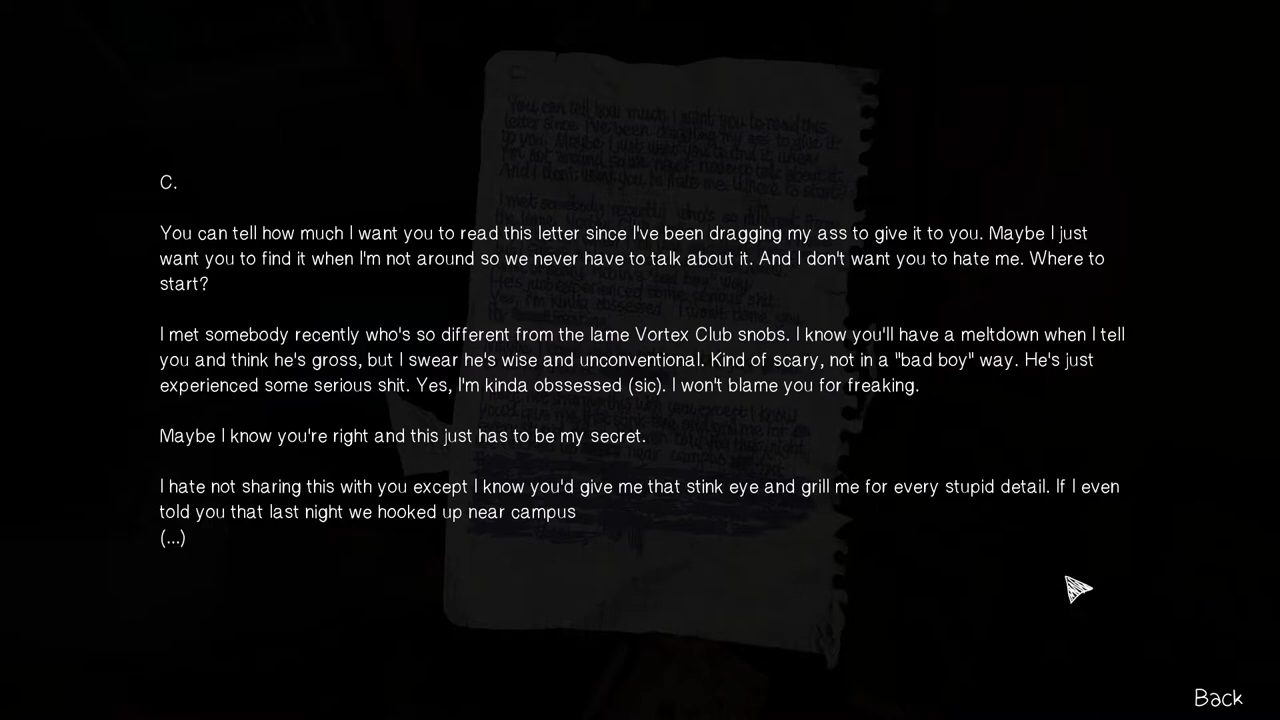 C.
You can tell how much I want you to read this letter since I've been dragging my ass to give it to you. Maybe I just
want you to find it when I'm not around so we never have to talk about it. And I don't want you to hate me. Where to
start?
I met somebody recently who's so different from the lame Vortex Club snobs. I know you'll have a meltdown when I tell
you and think he's gross, but I swear he's wise and unconventional. Kind of scary, not in a "bad boy" way. He's just
experienced some serious shit. Yes, I'm kinda obssessed (sic). I won't blame you for freaking.
Maybe I know you're right and this just has to be my secret.
I hate not sharing this with you except I know you'd give me that stink eye and grill me for every stupid detail. If I even
told you that last night we hooked up near campus
(...)
Back